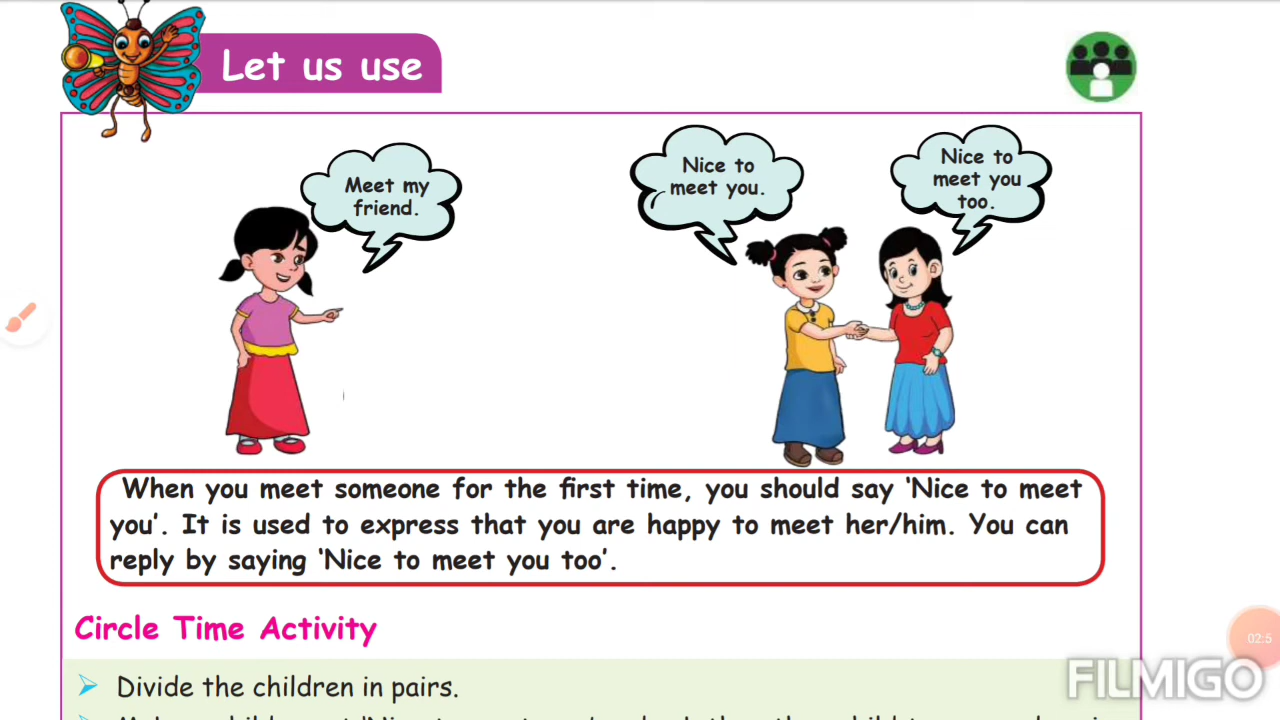 Let us use
Meet my
friend.
Nice to
meet you.
Nice to
meet you
too.
When you meet someone for the first time, you should say ‘Nice to meet
you’. It is used to express that you are happy to meet her/him. You can
reply by saying ‘Nice to meet you too’.
Circle Time Activity
Divide the children in pairs.
02:5
FILMIGO